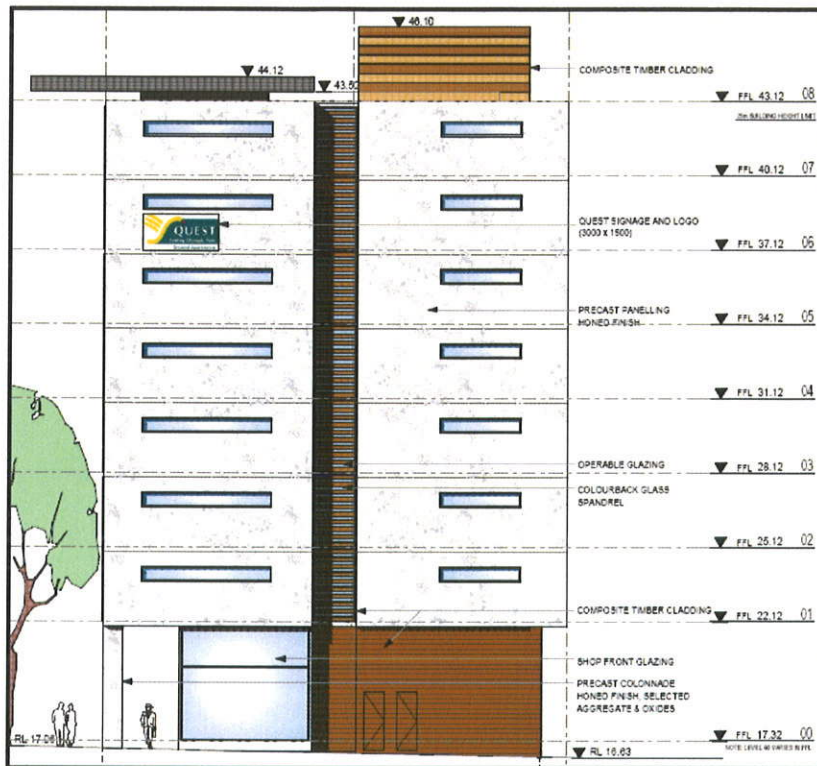 46.10
44.12
43.50
COMPOSITE TIMBER CLADDING
FFL 43.12 08
FFL 40.12 07
QUEST
QUEST SIGNAGE AND LOGO
(3000 x 1500)
FFL 37.12 06
PRECAST PANELLING
HONED FINISH
FFL 34.12 05
FFL 31.12 04
OPERABLE GLAZING
FFL 28.12 03
COLOURBACK GLASS
SPANDREL
FFL 25.12 02
COMPOSITE TIMBER CLADDING
FFL 22.12 01
SHOP FRONT GLAZING
PRECAST COLONNADE
HONED FINISH, SELECTED
AGGREGATE & OXIDES
FFL 17.32 00
RL 16.63